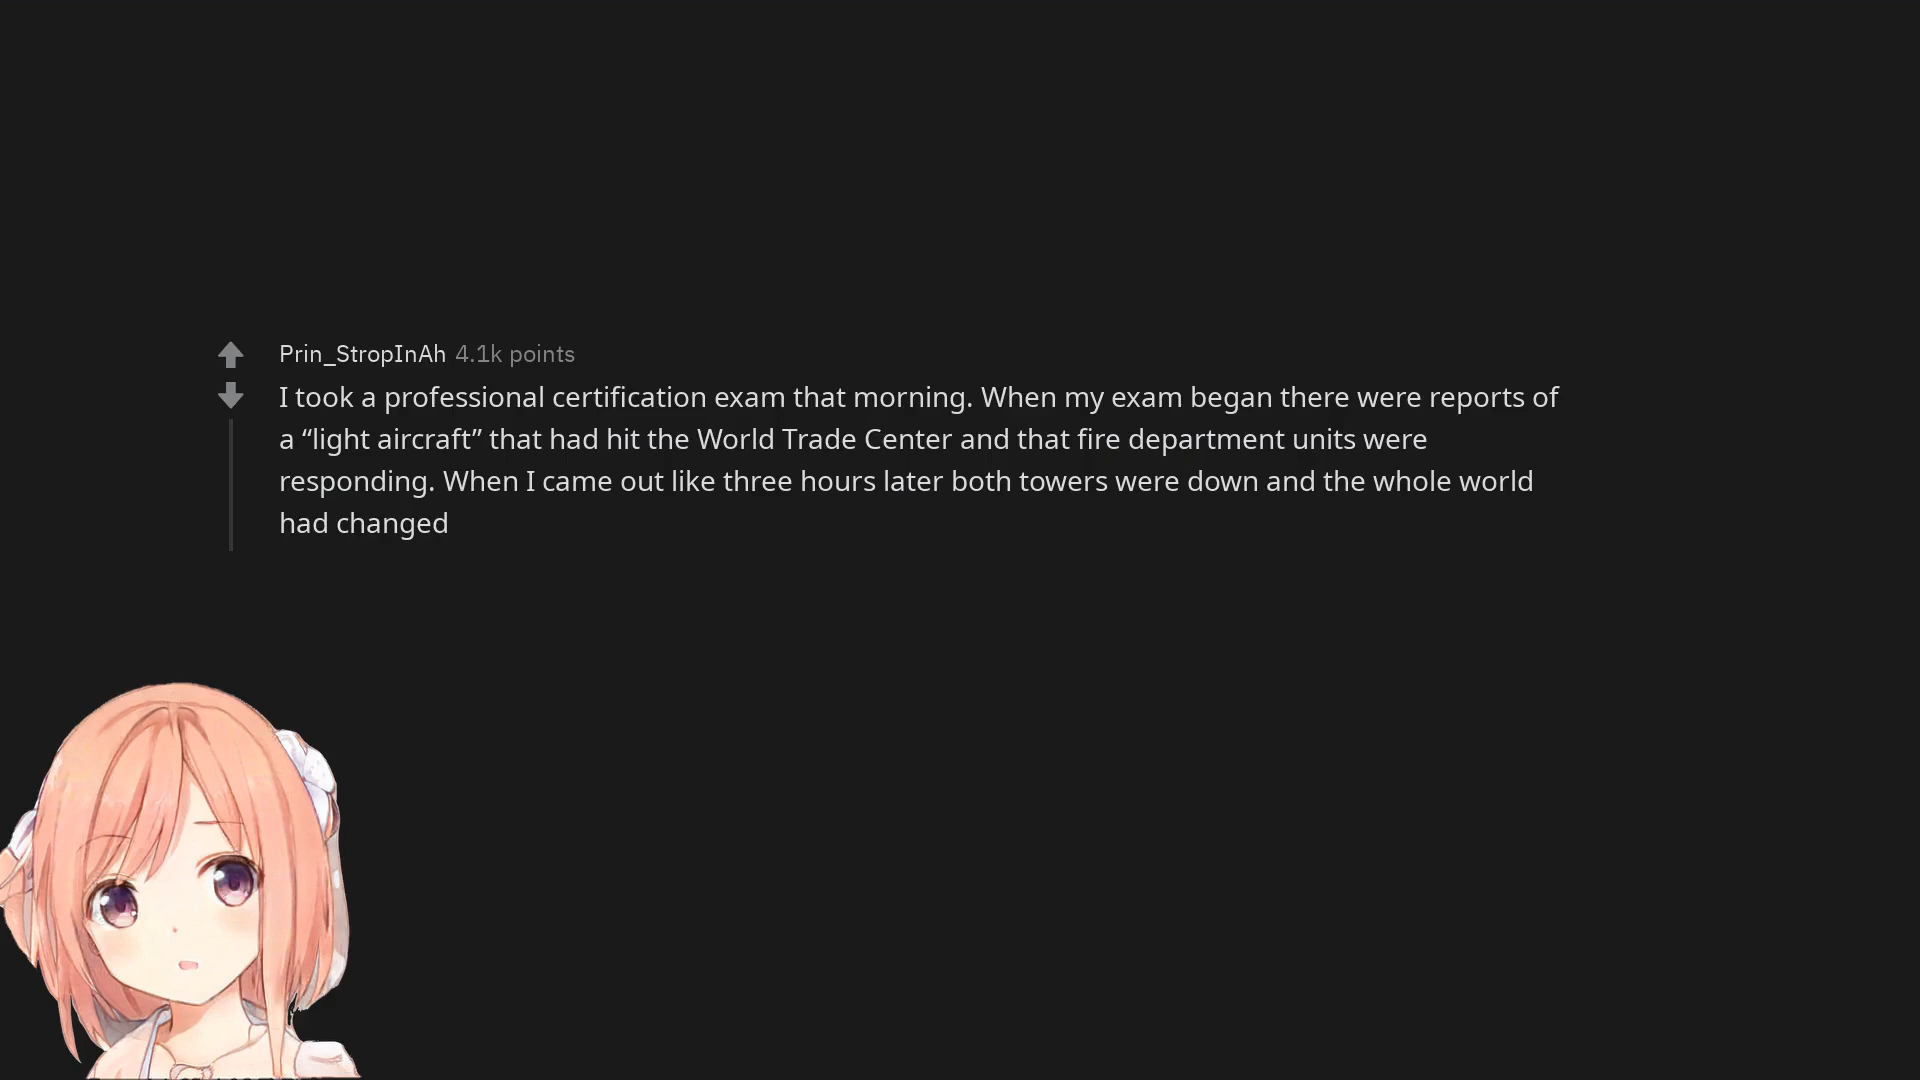 Prin_StropInAh 4.1k points
I took a professional certification exam that morning. When my exam began there were reports of
a “light aircraft” that had hit the World Trade Center and that fire department units were
responding. When I came out like three hours later both towers were down and the whole world
had changed